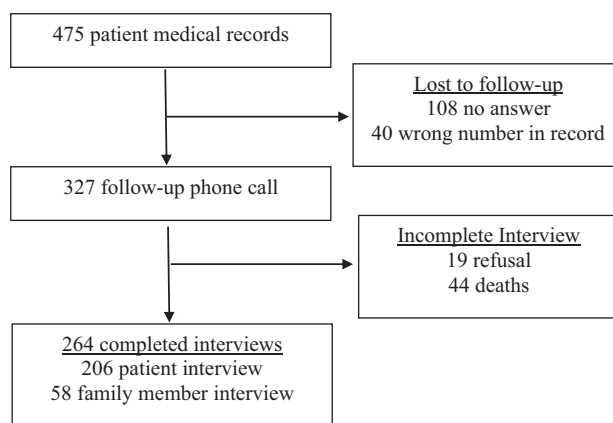 475 patient medical records
Lost to follow-up
108 no answer
40 wrong number in record
327 follow-up phone call
Incomplete Interview
19 refusal
44 deaths
264 completed interviews
206 patient interview
58 family member interview